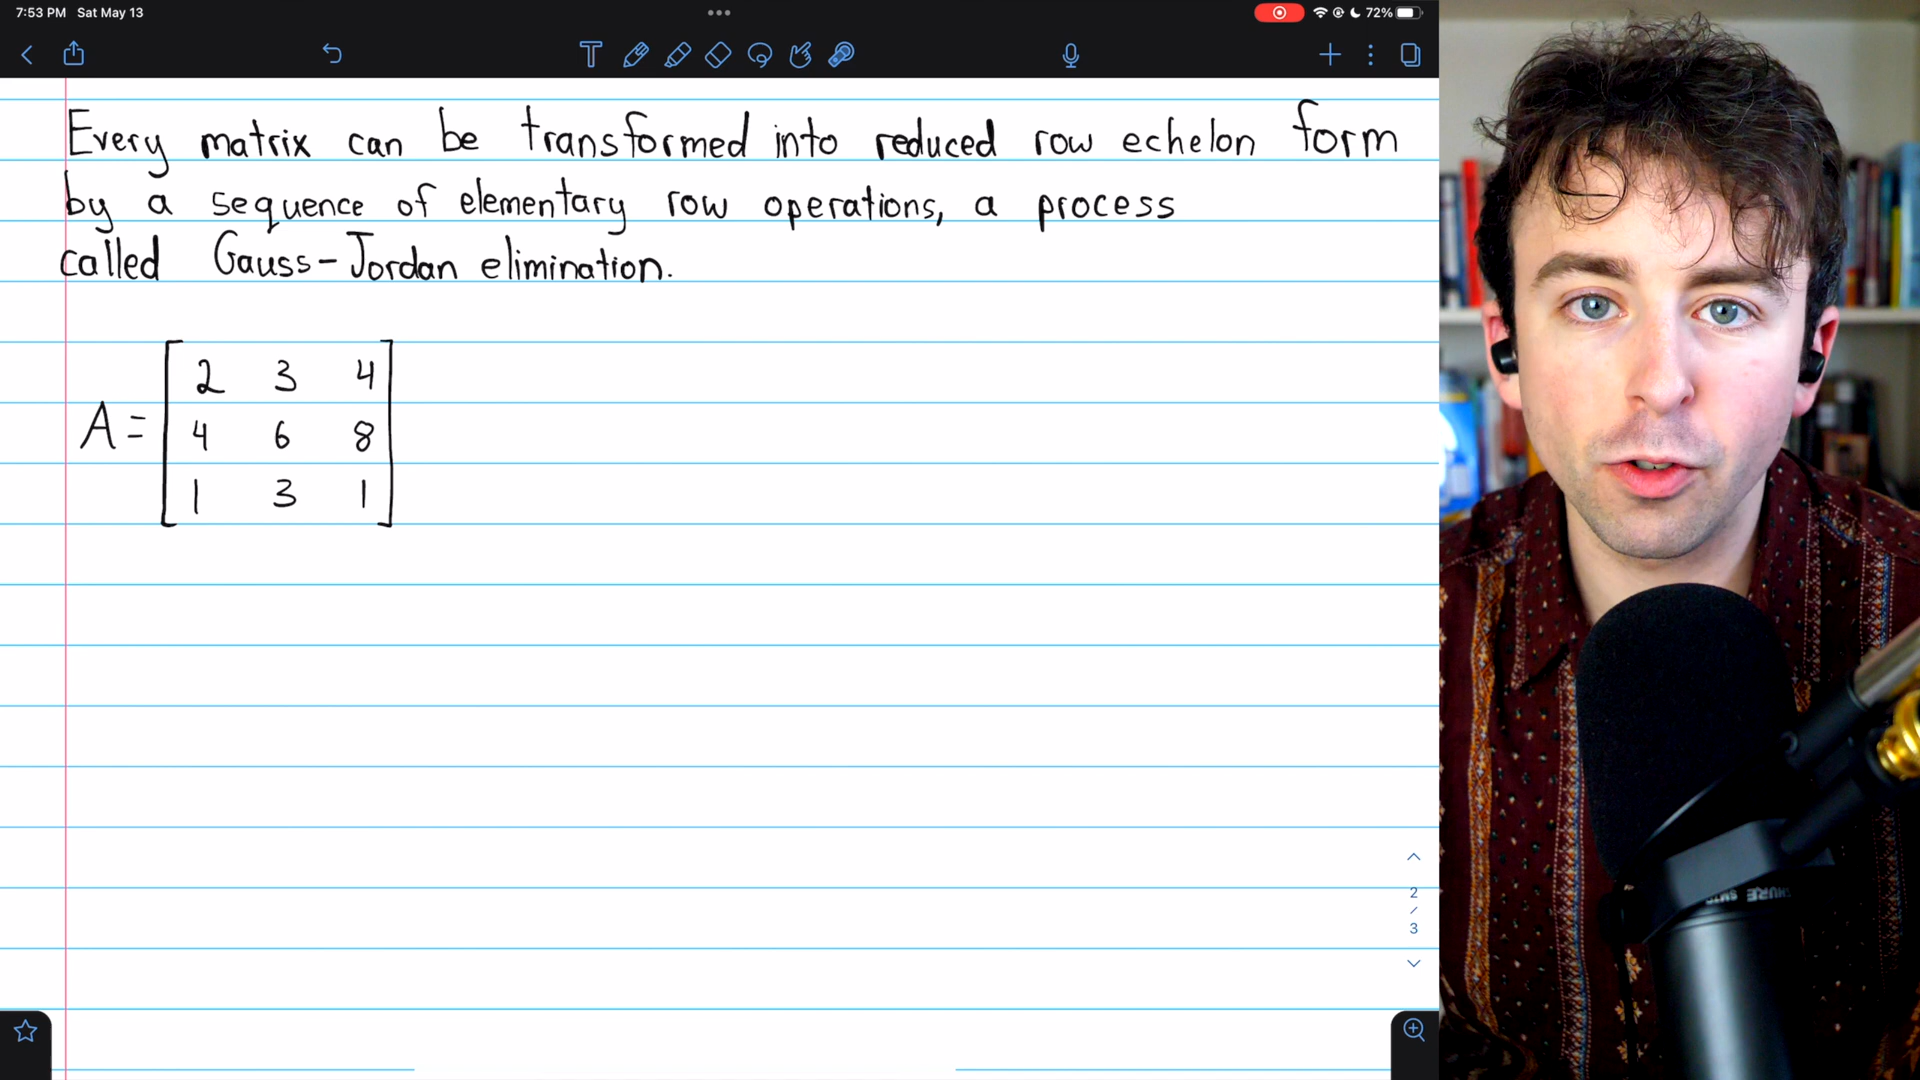 7:53 PM Sat May 13
72%
Every matrix can be transformed into reduced row echelon form
by a sequence of elementary row operations, a process
called Gauss-Jordan elimination.
A = [ 2 3 4
4 6 8
1 3 1 ]
2
/
3